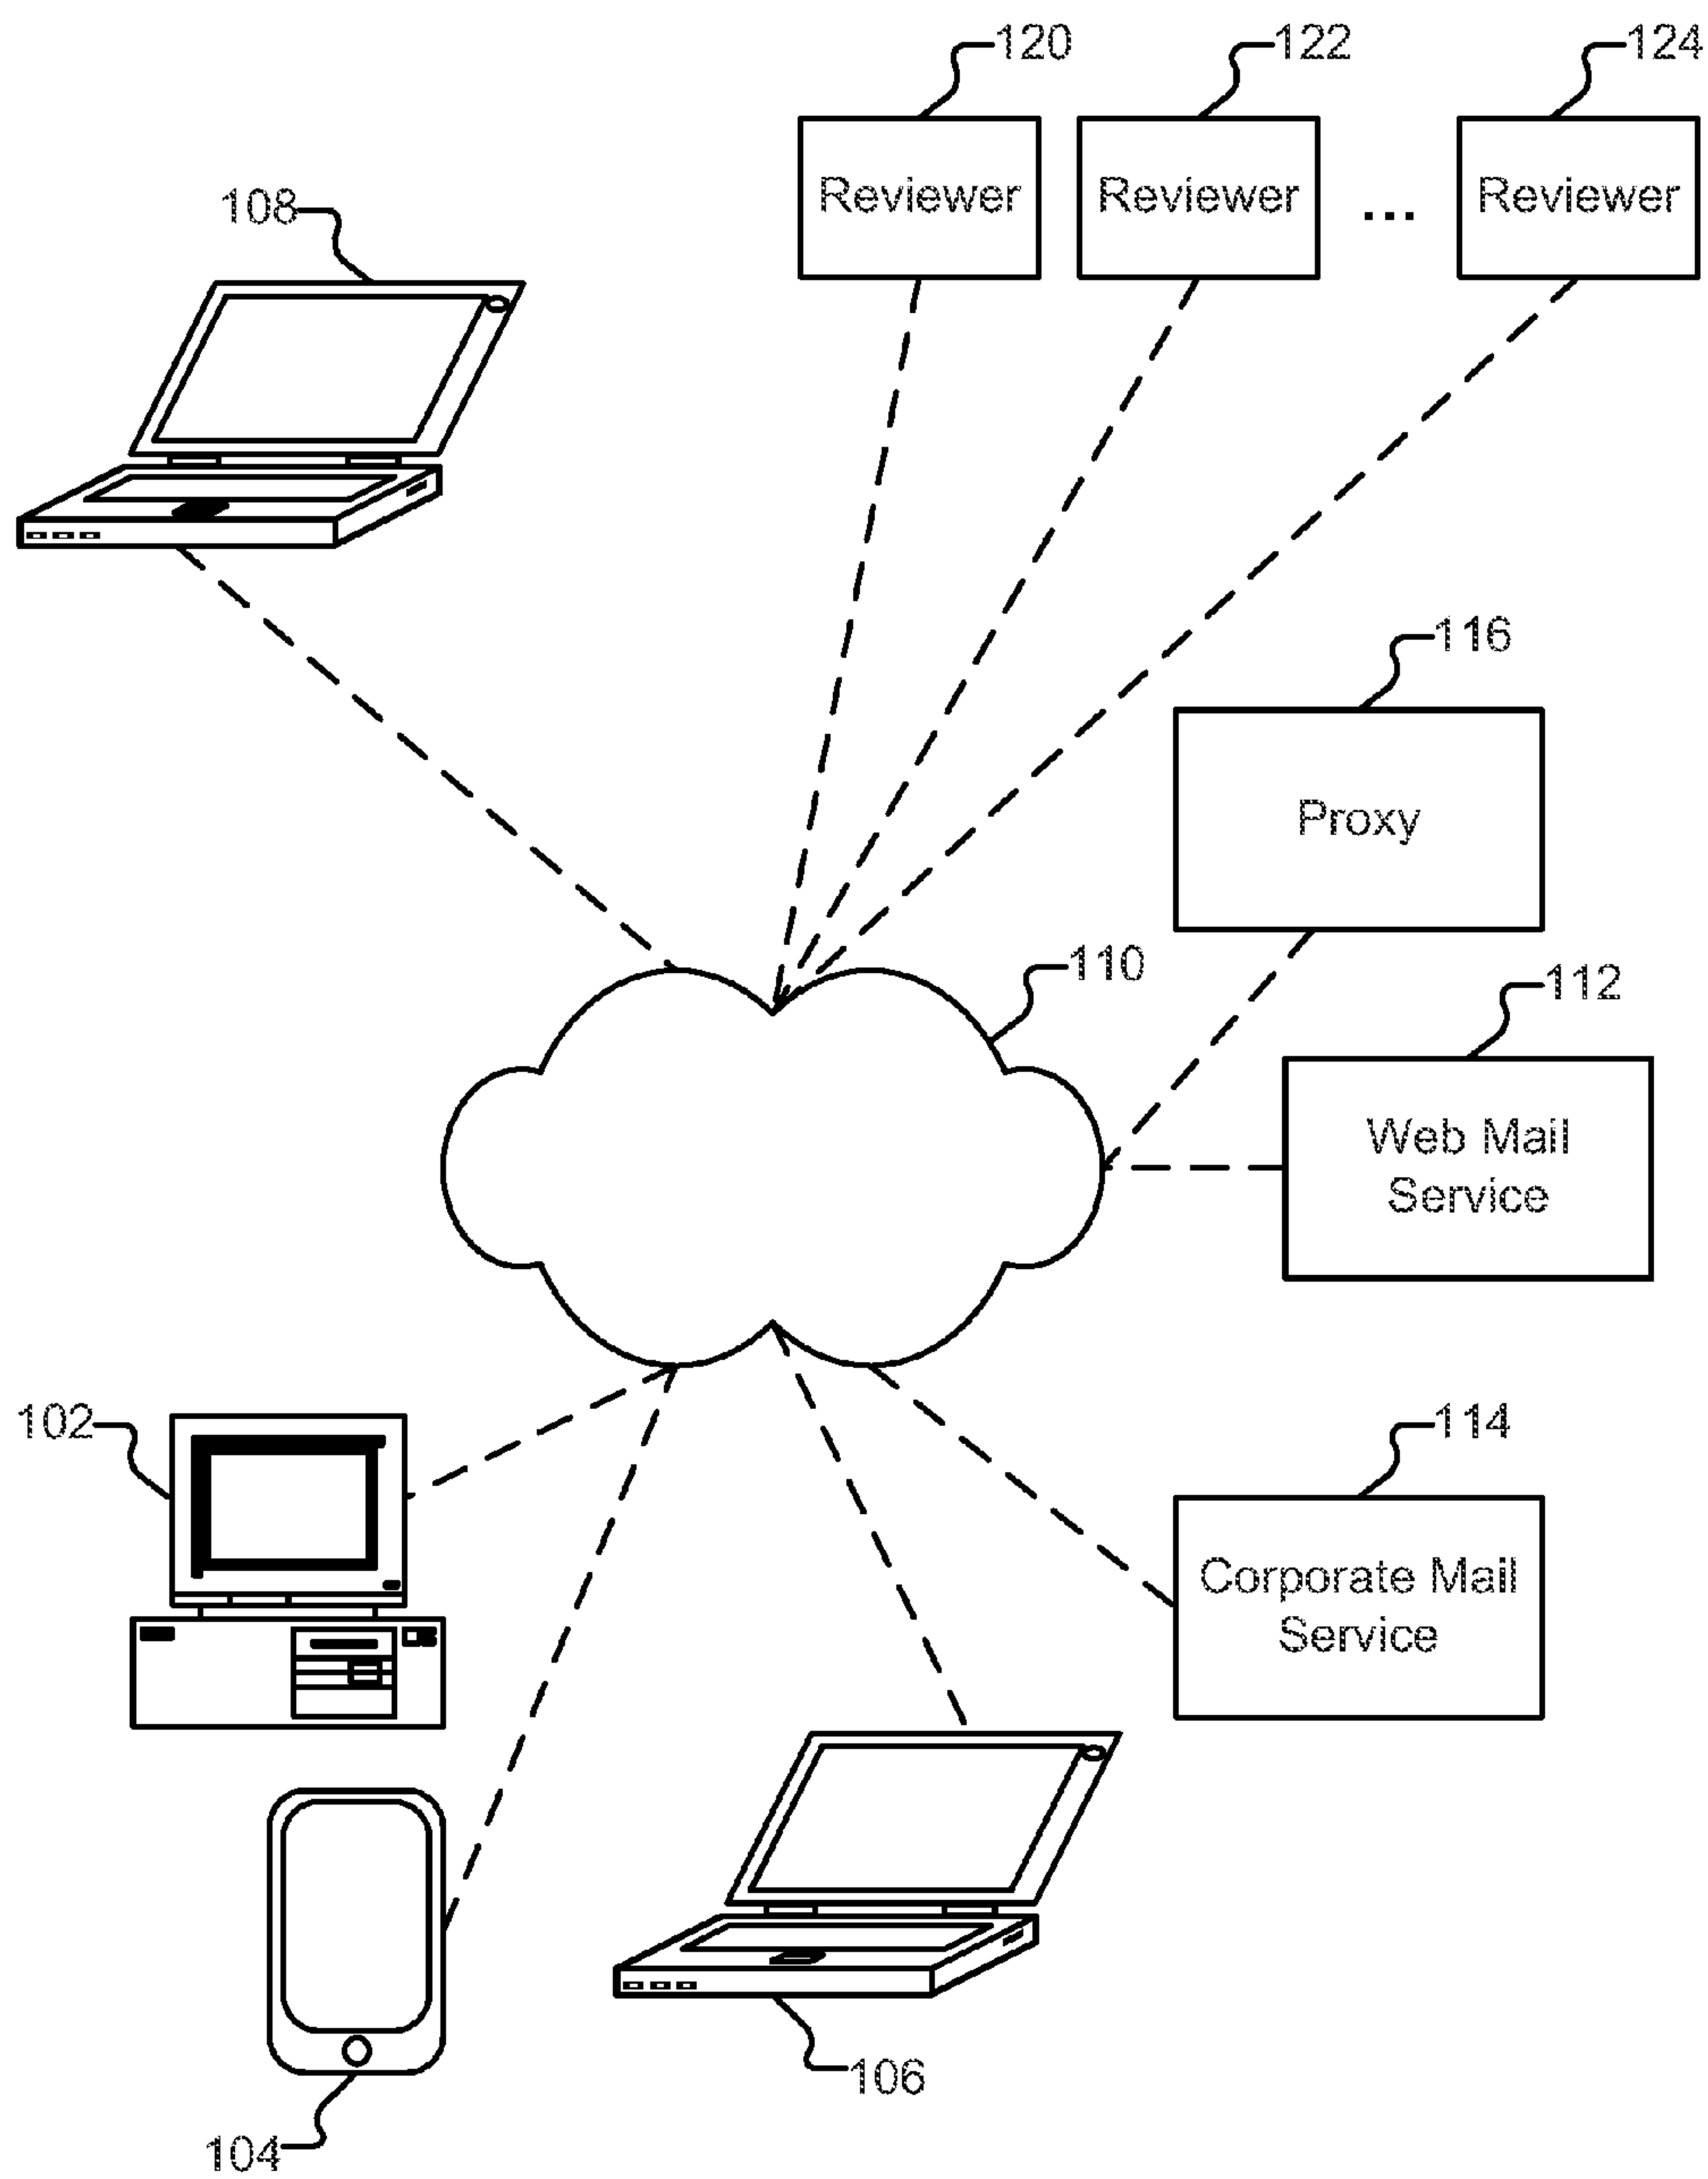 120
122
124
Reviewer
Reviewer
...
Reviewer
108
116
Proxy
110
112
Web Mail
Service
102
114
Corporate Mail
Service
106
104